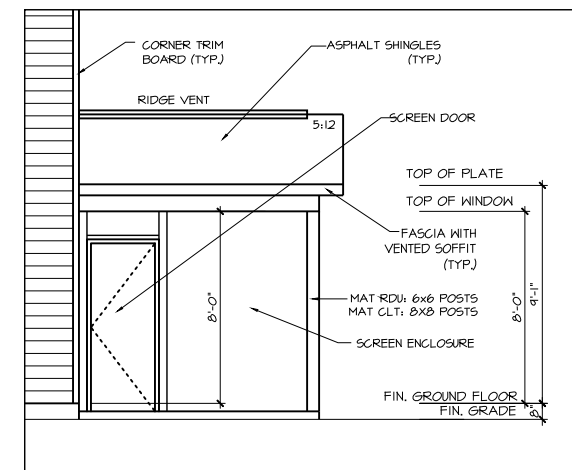 CORNER TRIM
BOARD (TYP.)
ASPHALT SHINGLES
(TYP.)
RIDGE VENT
5:12
SCREEN DOOR
TOP OF PLATE
TOP OF WINDOW
FASCIA WITH
VENTED SOFFIT
(TYP.)
8'-0"
8'-0"
9'-1"
MAT RDU: 6x6 POSTS
MAT CLT: 8X8 POSTS
SCREEN ENCLOSURE
FIN. GROUND FLOOR
FIN. GRADE
8"